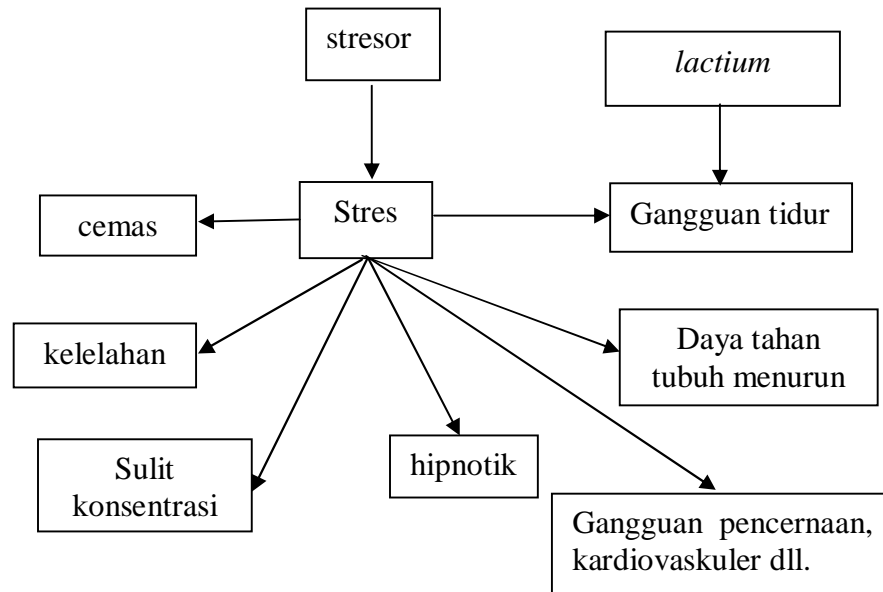 stresor
lactium
Stres
cemas
Gangguan tidur
kelelahan
Daya tahan
tubuh menurun
Sulit
konsentrasi
hipnotik
Gangguan pencernaan,
kardiovaskuler dll.